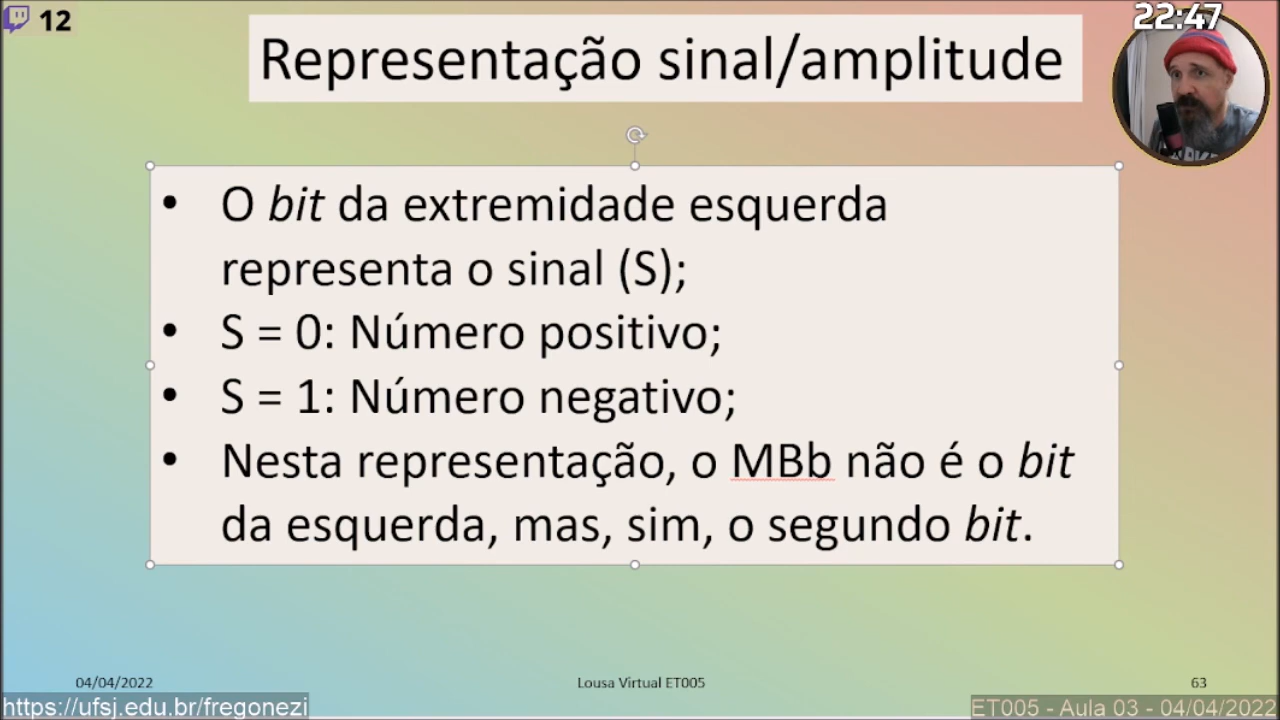 12
22:47
Representação sinal/amplitude
• O bit da extremidade esquerda
representa o sinal (S);
• S = 0: Número positivo;
• S = 1: Número negativo;
• Nesta representação, o MBb não é o bit
da esquerda, mas, sim, o segundo bit.
04/04/2022
Lousa Virtual ET005
63
https://ufsj.edu.br/fregonezi
ET005 - Aula 03 - 04/04/2022